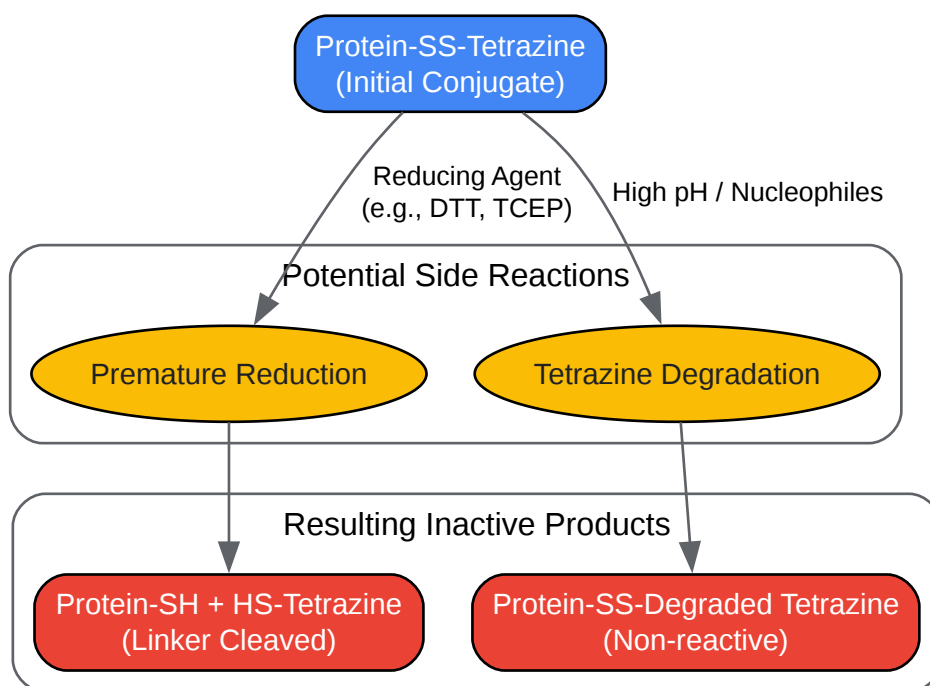 Protein-SS-Tetrazine
(Initial Conjugate)
Reducing Agent
(e.g., DTT, TCEP)
High pH / Nucleophiles
Potential Side Reactions
Premature Reduction
Tetrazine Degradation
Resulting Inactive Products
Protein-SH + HS-Tetrazine
(Linker Cleaved)
Protein-SS-Degraded Tetrazine
(Non-reactive)